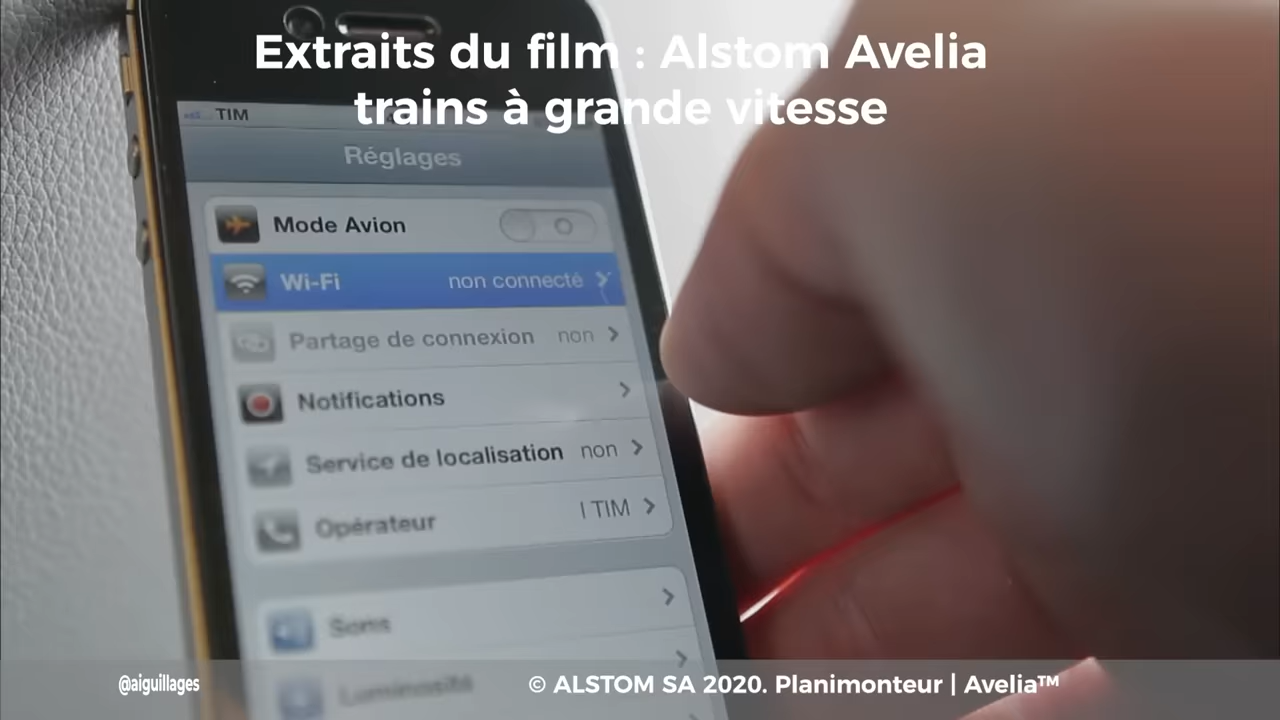 Extraits du film : Alstom Avelia
trains à grande vitesse
TIM
Réglages
Mode Avion
Wi-Fi non connecté
Partage de connexion non
Notifications
Service de localisation non
Opérateur I TIM
Sons
Luminosité
@aiguillages
© ALSTOM SA 2020. Planimonteur | Avelia™